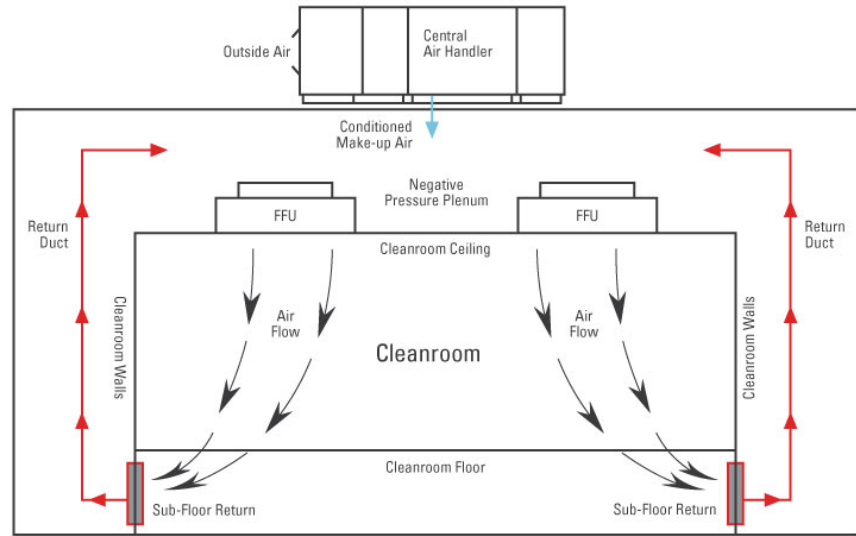 Outside Air
Central
Air Handler
Conditioned
Make-up Air
Negative
Pressure Plenum
FFU
FFU
Return
Duct
Return
Duct
Cleanroom Ceiling
Cleanroom Walls
Air
Flow
Air
Flow
Cleanroom Walls
Cleanroom
Cleanroom Floor
Sub-Floor Return
Sub-Floor Return